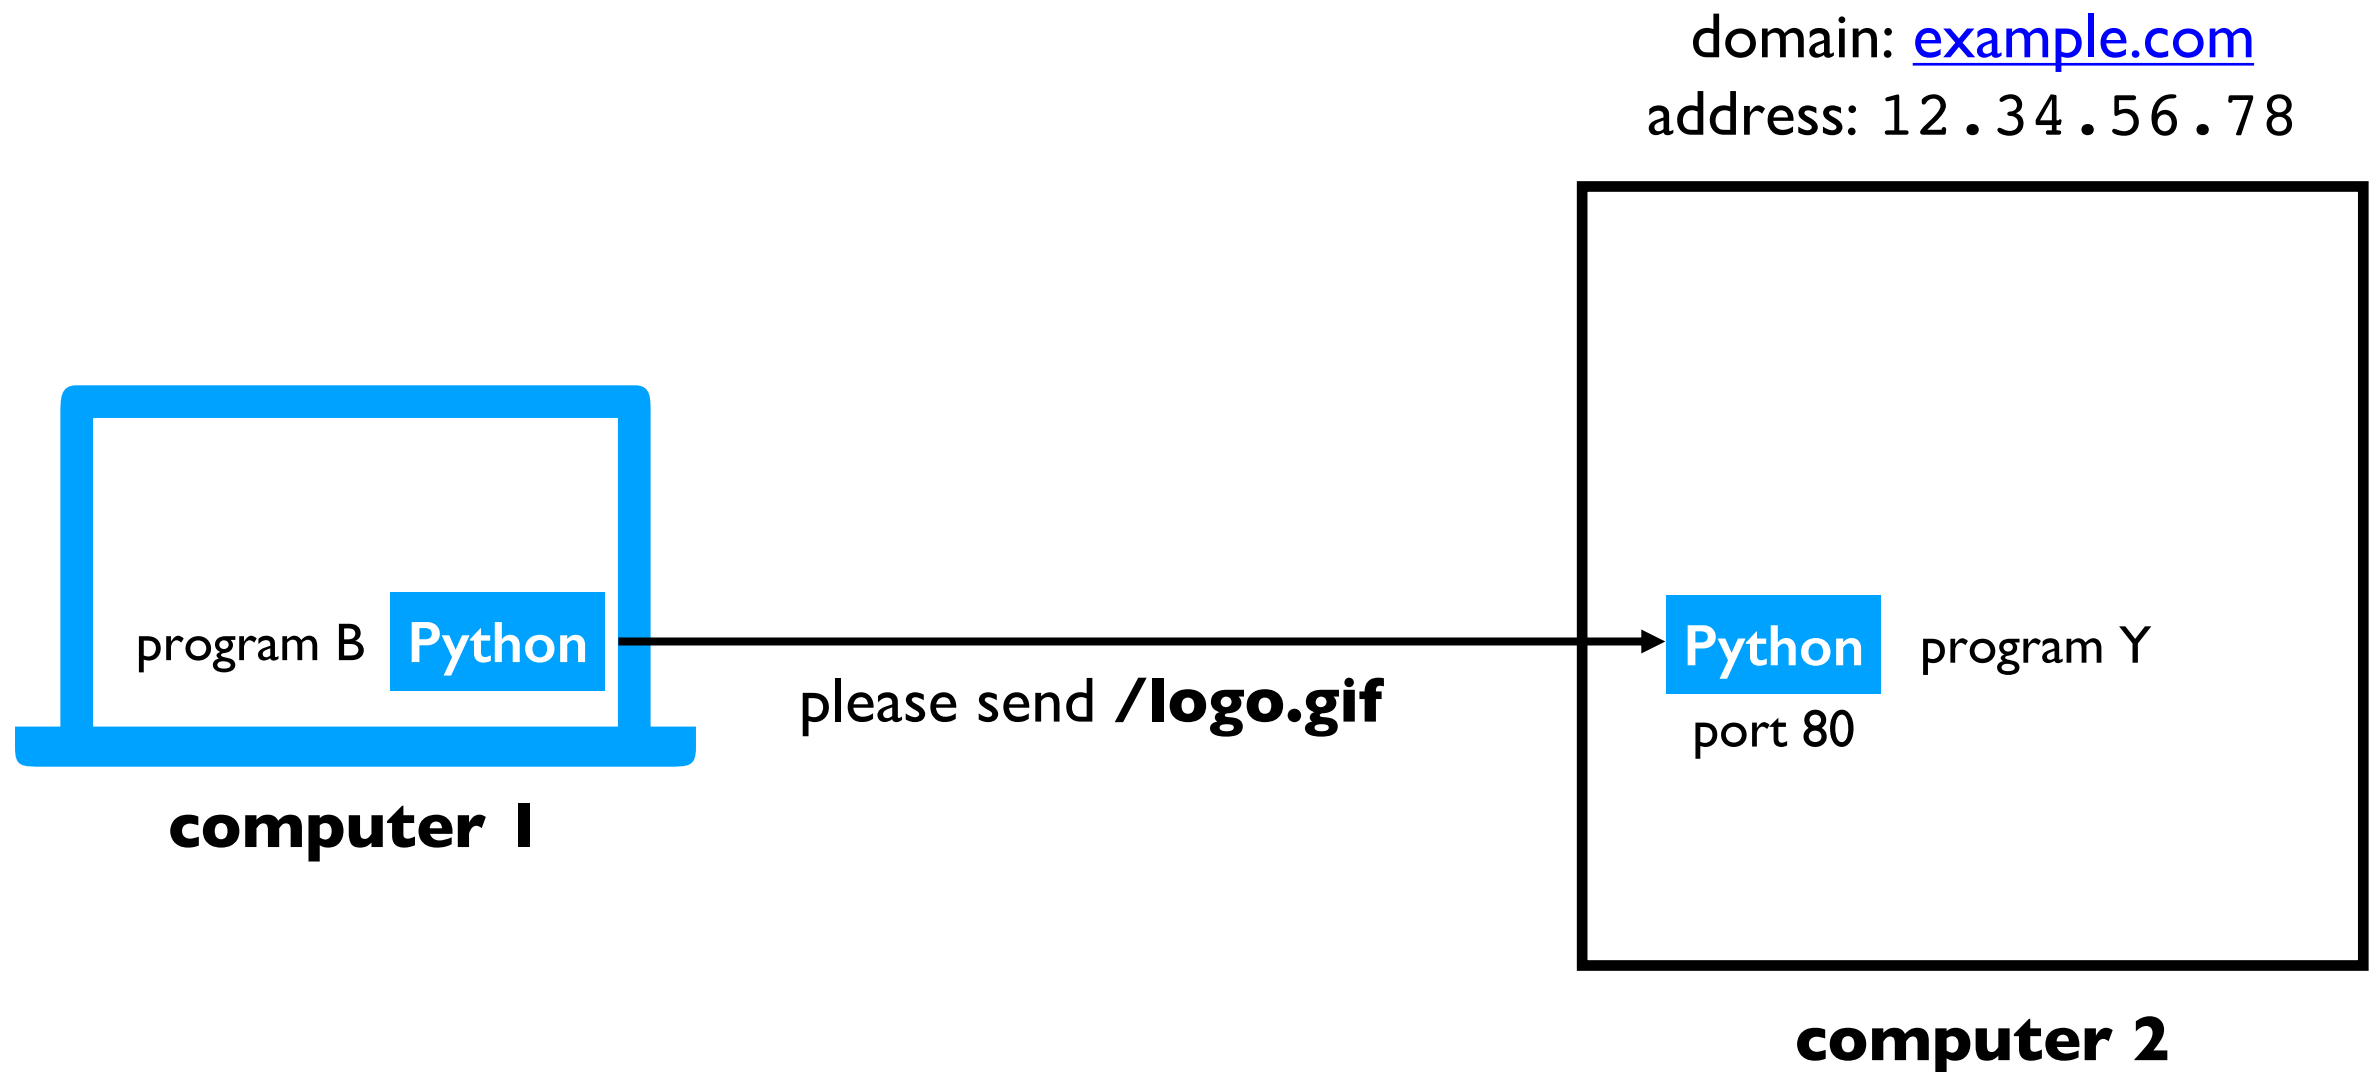 domain: example.com
address: 12.34.56.78
program B
Python
please send /logo.gif
Python
program Y
port 80
computer 1
computer 2